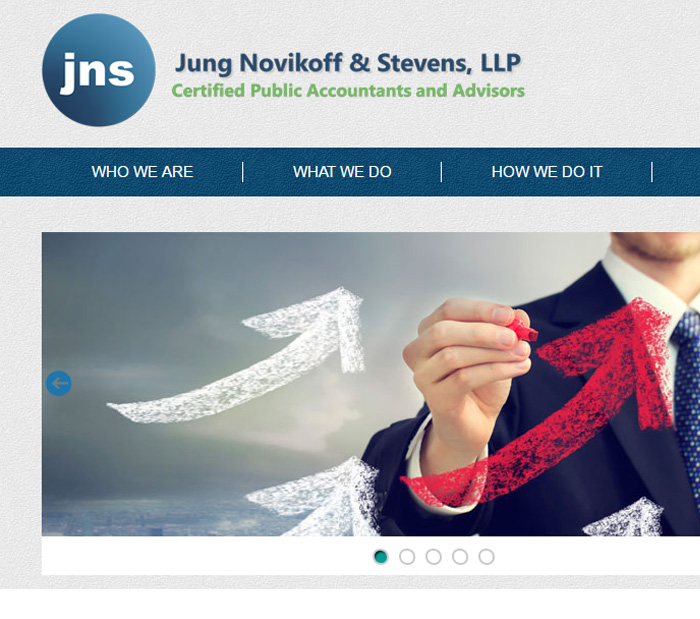 jns
Jung Novikoff & Stevens, LLP
Certified Public Accountants and Advisors
WHO WE ARE
WHAT WE DO
HOW WE DO IT